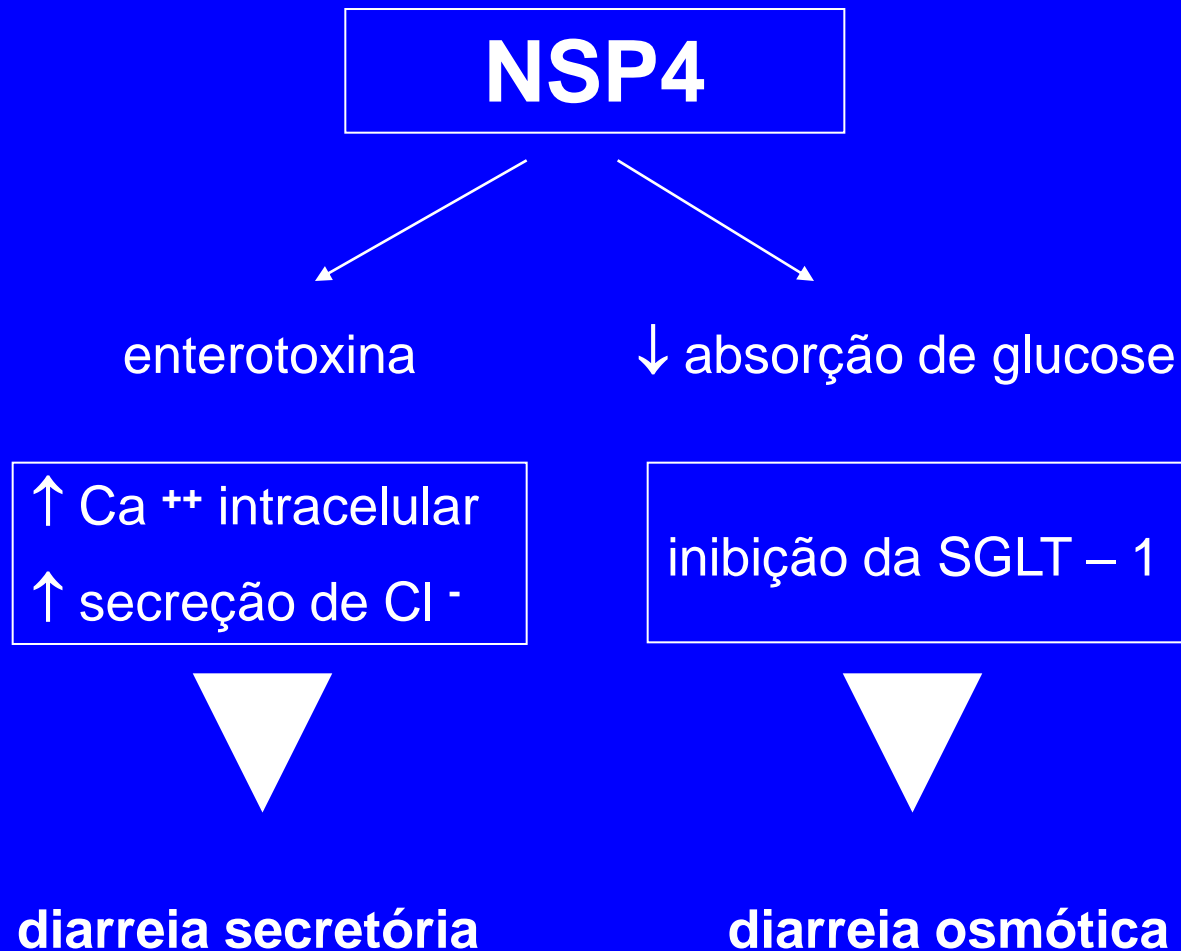 NSP4
enterotoxina
↓ absorção de glucose
↑ Ca ++ intracelular
↑ secreção de Cl -
inibição da SGLT – 1
diarreia secretória
diarreia osmótica